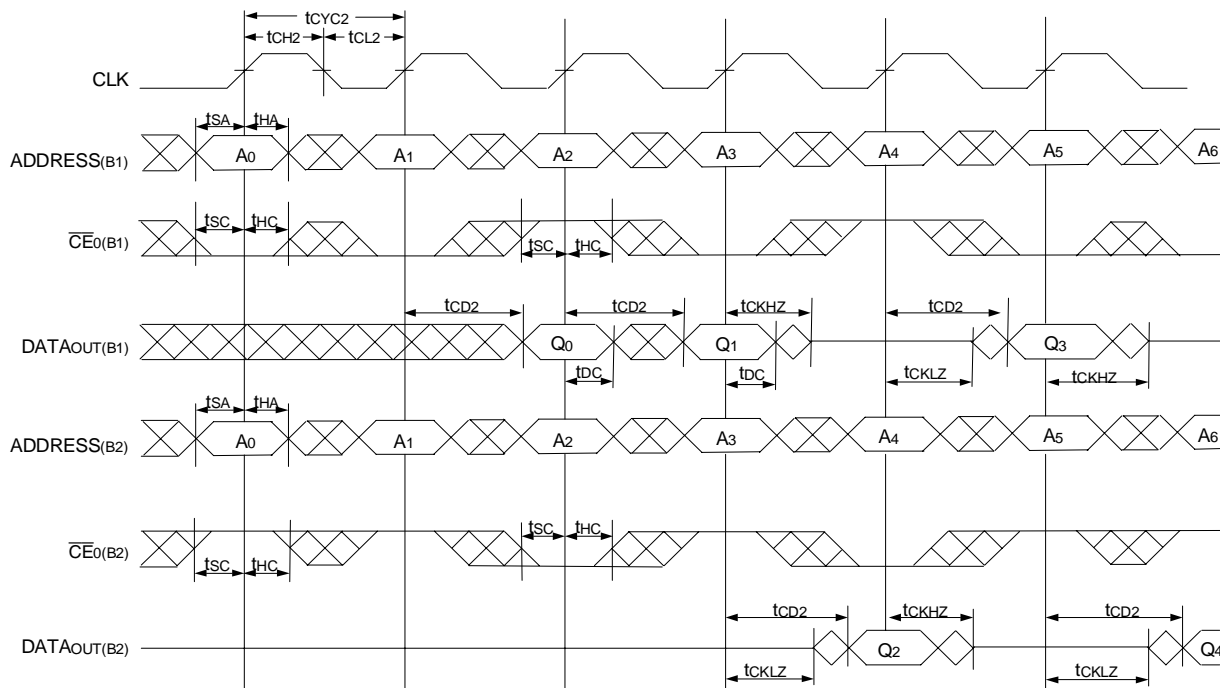 tCYC2
tCH2 tCL2
CLK
tSA tHA
ADDRESS(B1) A0 A1 A2 A3 A4 A5 A6
tSC tHC
CE0(B1) tSC tHC
tCD2 tCD2 tCKHZ tCD2
DATAOUT(B1) Q0 Q1 Q3
tDC tDC tCKLZ tCKHZ
tSA tHA
ADDRESS(B2) A0 A1 A2 A3 A4 A5 A6
tSC tHC
CE0(B2)
tSC tHC
tCD2 tCKHZ tCD2
DATAOUT(B2) Q2 Q4
tCKLZ tCKLZ